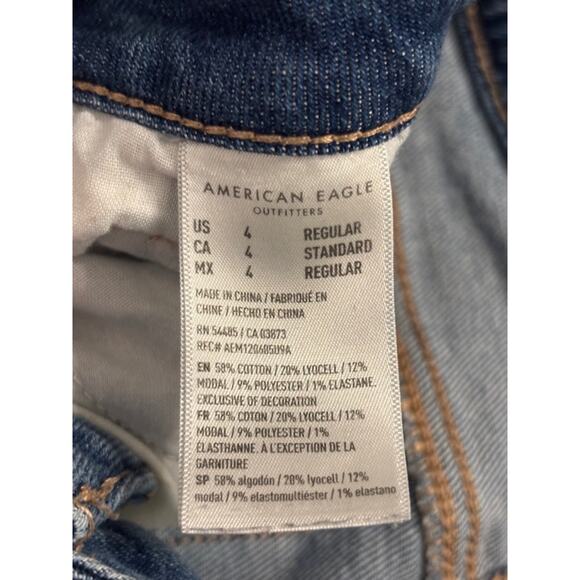 AMERICAN EAGLE
OUTFITTERS
US 4 REGULAR
CA 4 STANDARD
MX 4 REGULAR
MADE IN CHINA / FABRIQUÉ EN
CHINE / HECHO EN CHINA
RN 54485 / CA 03873
REC# AEM120605U9A
EN 58% COTTON / 20% LYOCELL / 12%
MODAL / 9% POLYESTER / 1% ELASTANE.
EXCLUSIVE OF DECORATION
FR 58% COTON / 20% LYOCELL / 12%
MODAL / 9% POLYESTER / 1%
ÉLASTHANNE. À L'EXCEPTION DE LA
GARNITURE
SP 58% algodón / 20% lyocell / 12%
modal / 9% elastomultiéster / 1% elastano